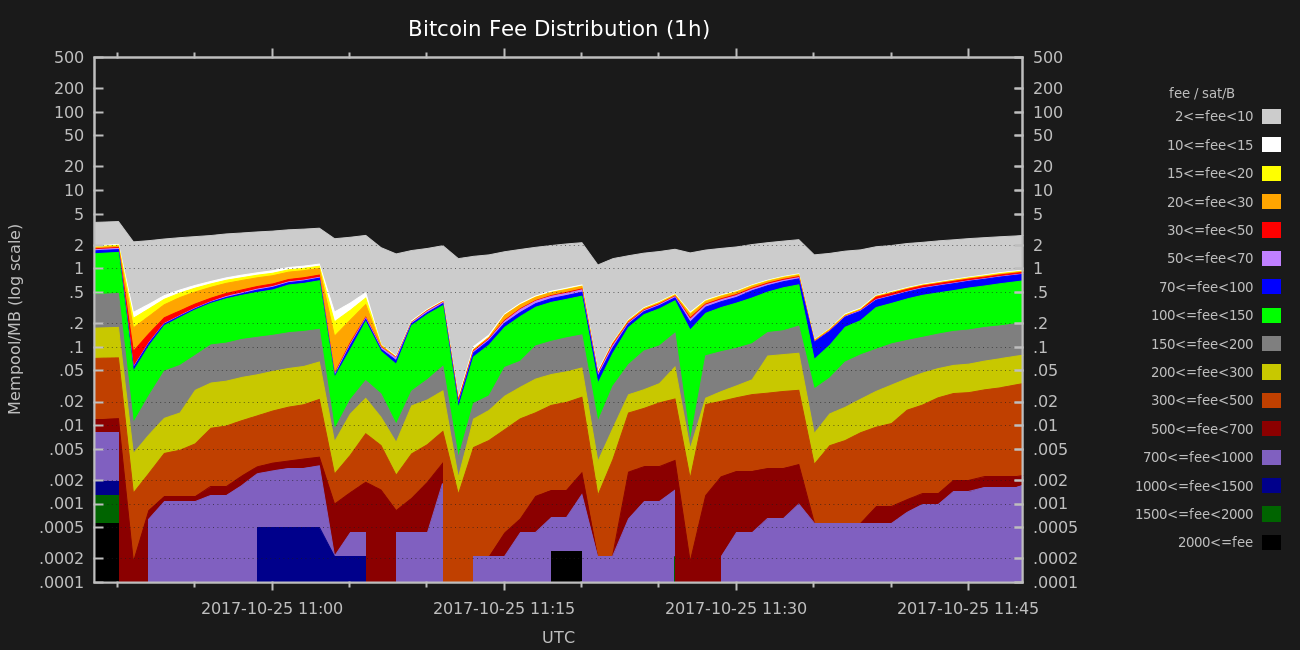 Bitcoin Fee Distribution (1h)
Mempool/MB (log scale)
500
200
100
50
20
10
5
2
1
.5
.2
.1
.05
.02
.01
.005
.002
.001
.0005
.0002
.0001
500
200
100
50
20
10
5
2
1
.5
.2
.1
.05
.02
.01
.005
.002
.001
.0005
.0002
.0001
2017-10-25 11:00
2017-10-25 11:15
2017-10-25 11:30
2017-10-25 11:45
UTC
fee / sat/B
2<=fee<10
10<=fee<15
15<=fee<20
20<=fee<30
30<=fee<50
50<=fee<70
70<=fee<100
100<=fee<150
150<=fee<200
200<=fee<300
300<=fee<500
500<=fee<700
700<=fee<1000
1000<=fee<1500
1500<=fee<2000
2000<=fee